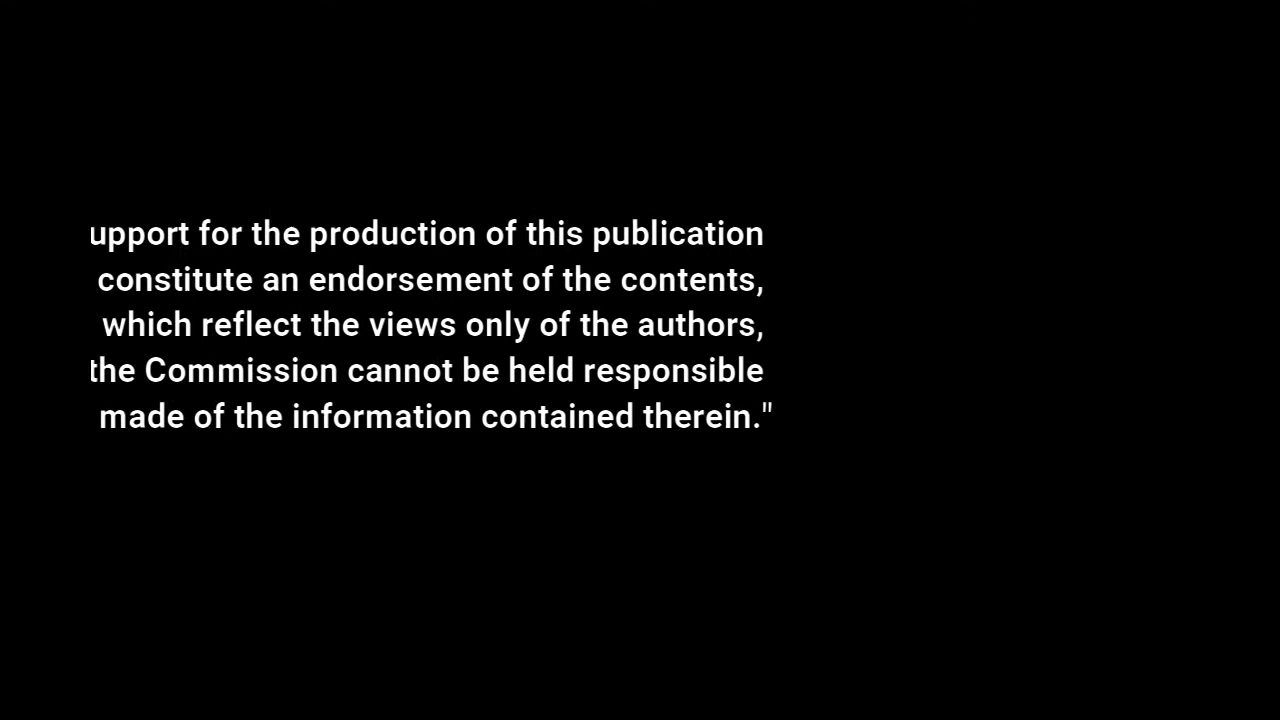 upport for the production of this publication
constitute an endorsement of the contents,
which reflect the views only of the authors,
the Commission cannot be held responsible
made of the information contained therein."